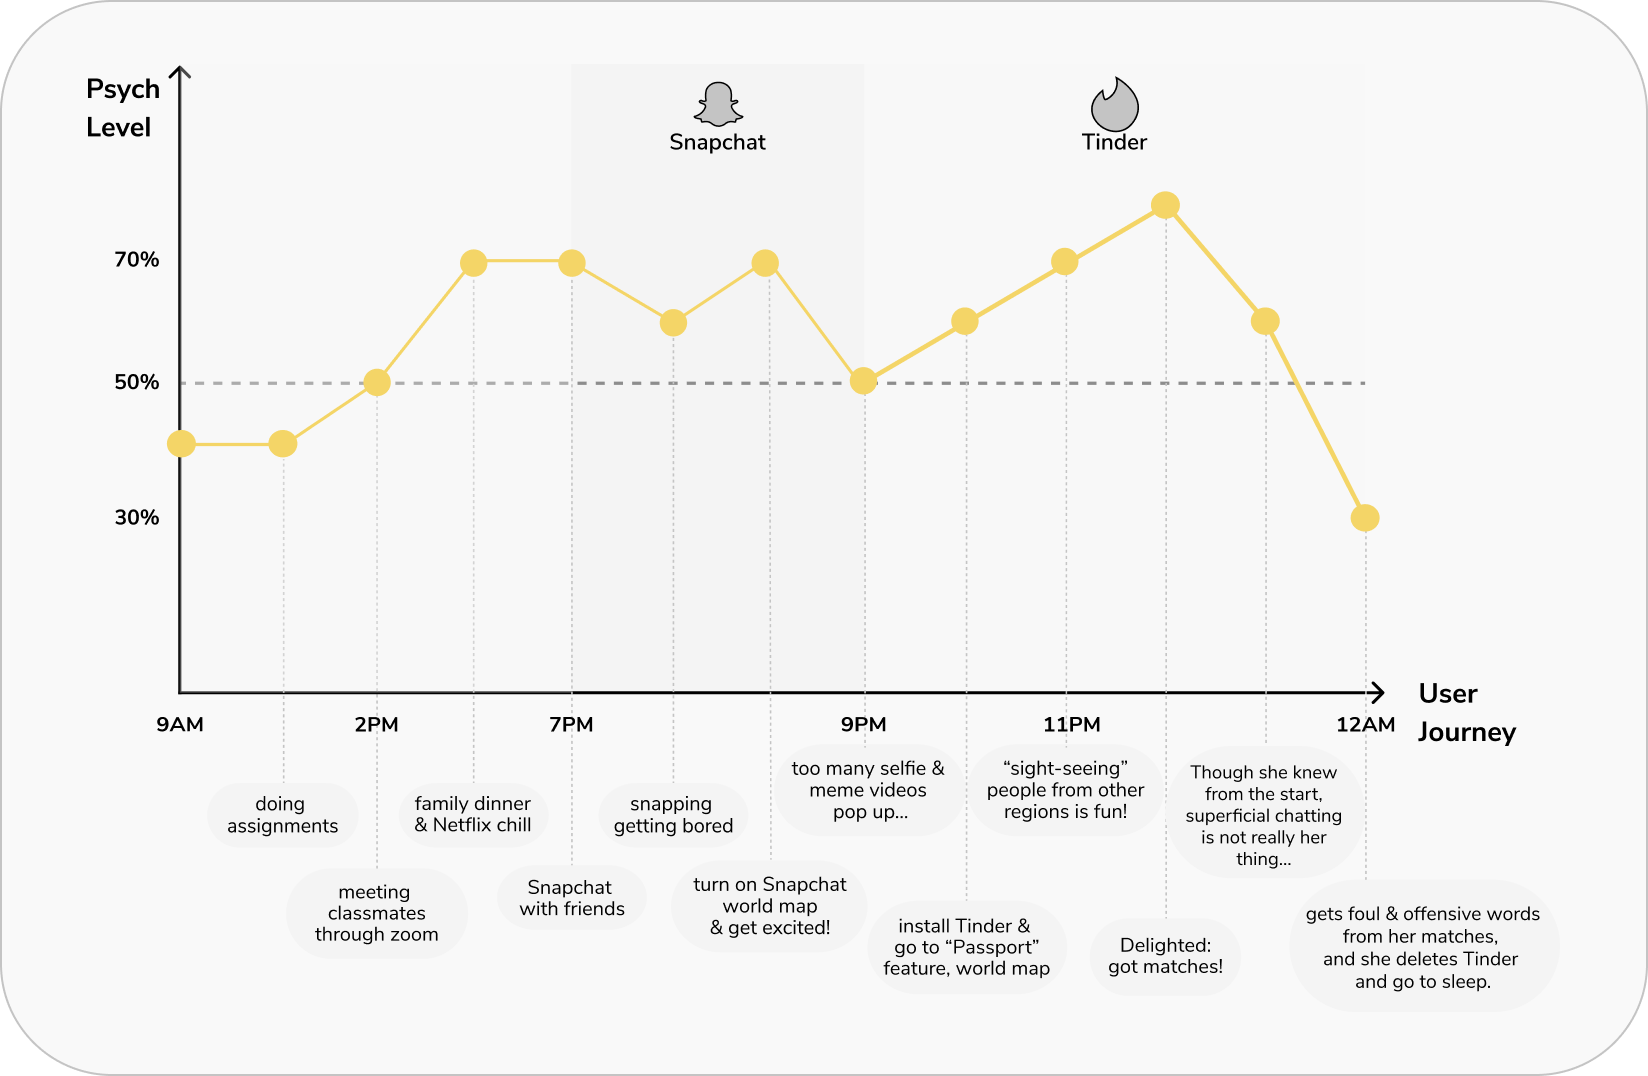 Psych
Level
Snapchat
Tinder
70%
50%
30%
User
Journey
9AM
2PM
7PM
9PM
11PM
12AM
doing
assignments
meeting
classmates
through zoom
family dinner
& Netflix chill
Snapchat
with friends
snapping
getting bored
turn on Snapchat
world map
& get excited!
too many selfie &
meme videos
pop up...
install Tinder &
go to “Passport”
feature, world map
“sight-seeing”
people from other
regions is fun!
Delighted:
got matches!
Though she knew
from the start,
superficial chatting
is not really her
thing...
gets foul & offensive words
from her matches,
and she deletes Tinder
and go to sleep.